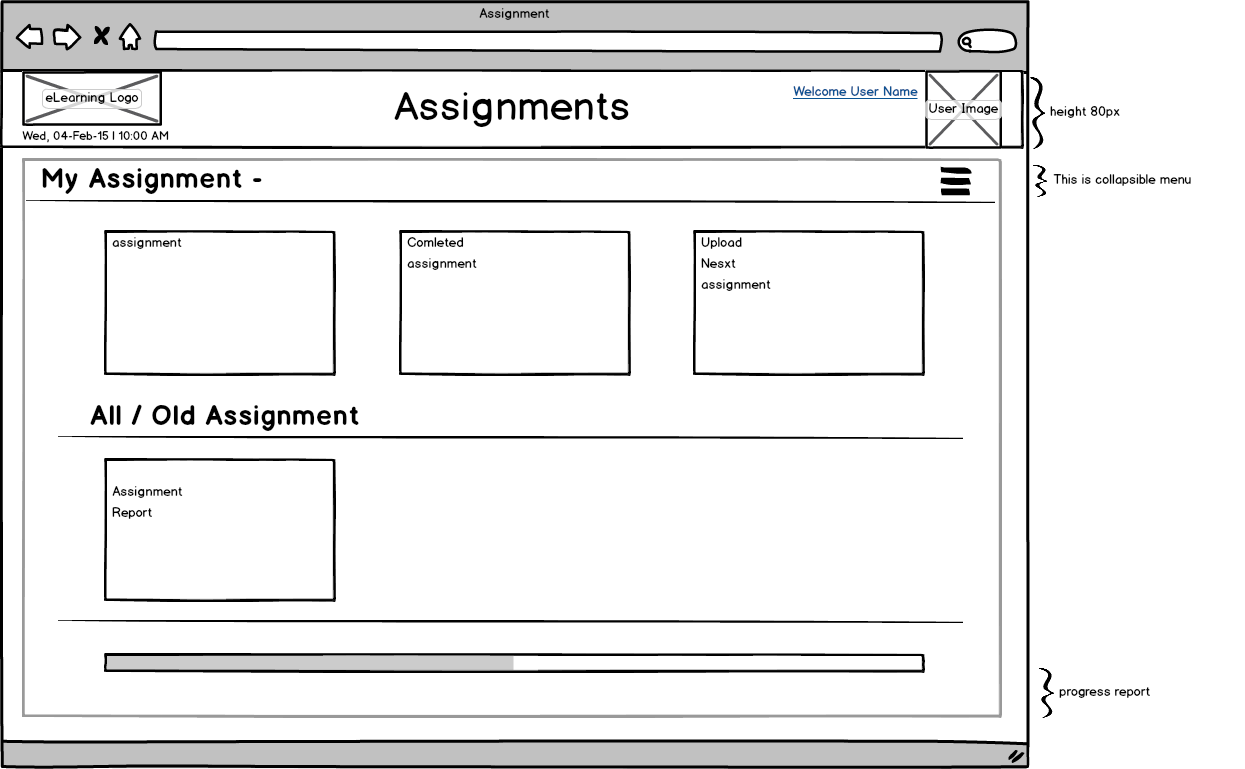 Assignment
eLearning Logo
Wed, 04-Feb-15 | 10:00 AM
Assignments
Welcome User Name
User Image
height 80px
My Assignment -
This is collapsible menu
assignment
Comleted
assignment
Upload
Nesxt
assignment
All / Old Assignment
Assignment
Report
progress report